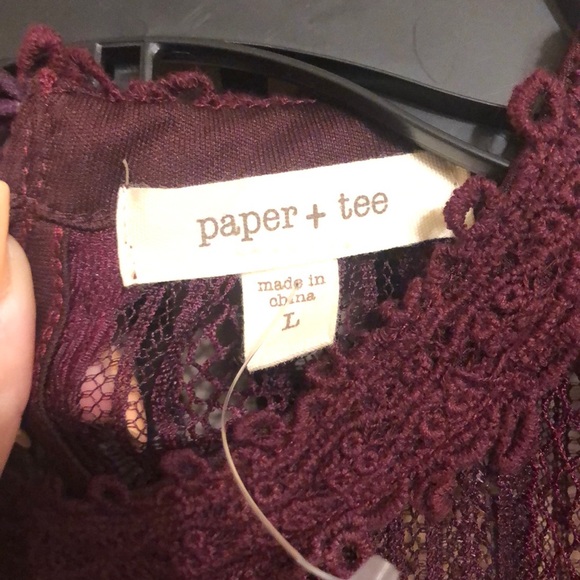 paper + tee
made in
china
L